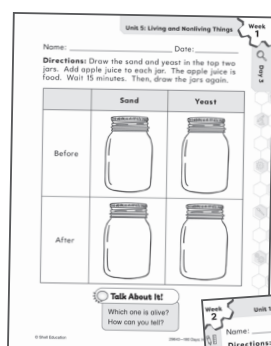 Unit 5: Living and Nonliving Things
Week
1
Day 3
Name: Date:
Directions: Draw the sand and yeast in the top two
jars. Add apple juice to each jar. The apple juice is
food. Wait 15 minutes. Then, draw the jars again.
Sand Yeast
Before
After
Talk About It!
Which one is alive?
How can you tell?
© Shell Education
Week
2
Unit
Name:
Directions: